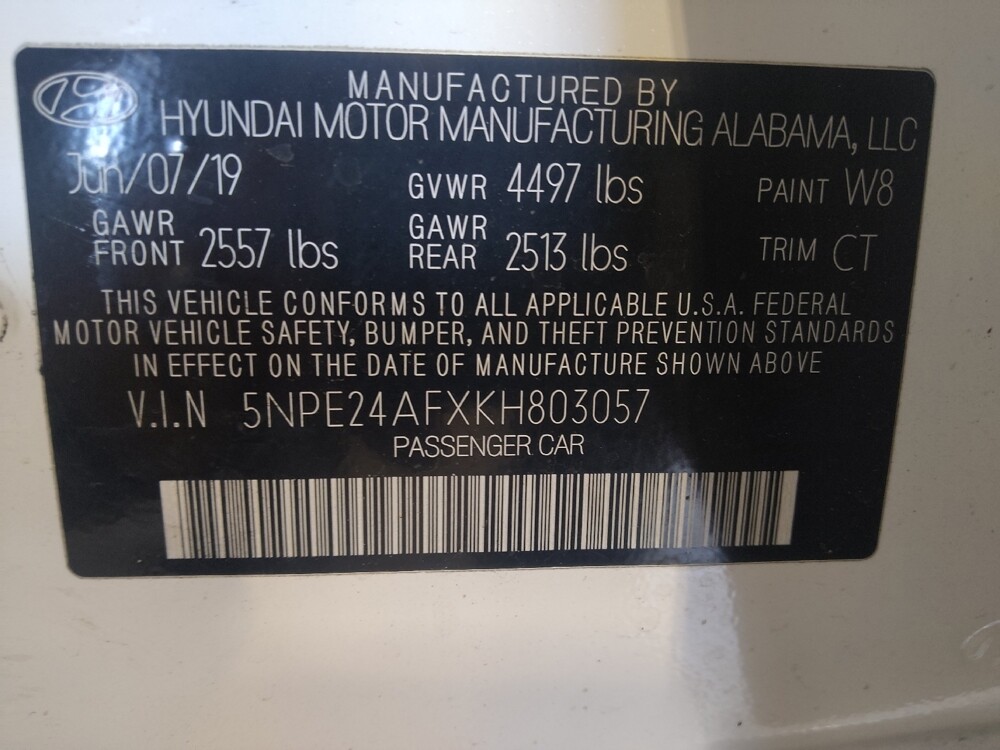 MANUFACTURED BY
HYUNDAI MOTOR MANUFACTURING ALABAMA, LLC
Jun/07/19 GVWR 4497 lbs PAINT W8
GAWR FRONT 2557 lbs GAWR REAR 2513 lbs TRIM CT
THIS VEHICLE CONFORMS TO ALL APPLICABLE U.S.A. FEDERAL
MOTOR VEHICLE SAFETY, BUMPER, AND THEFT PREVENTION STANDARDS
IN EFFECT ON THE DATE OF MANUFACTURE SHOWN ABOVE
V.I.N 5NPE24AFXKH803057
PASSENGER CAR